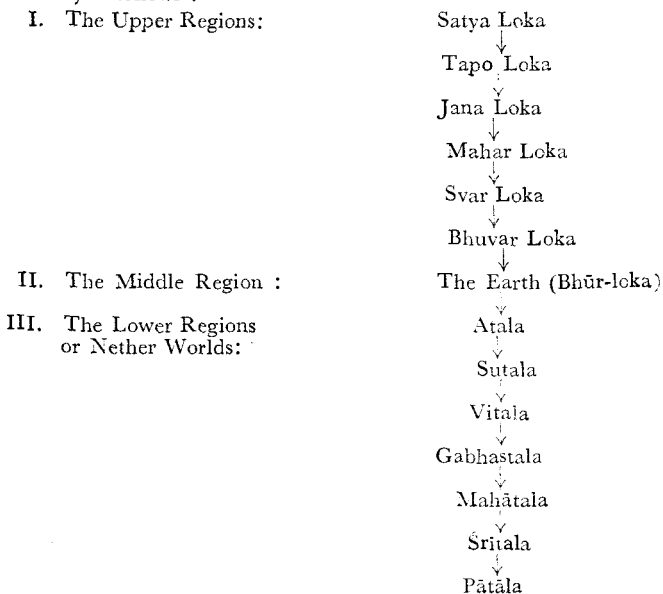 I. The Upper Regions: Satya Loka
Tapo Loka
Jana Loka
Mahar Loka
Svar Loka
Bhuvar Loka
II. The Middle Region : The Earth (Bhūr-loka)
III. The Lower Regions Atala
or Nether Worlds: Sutala
Vitala
Gabhastala
Mahātala
Śritala
Pātāla